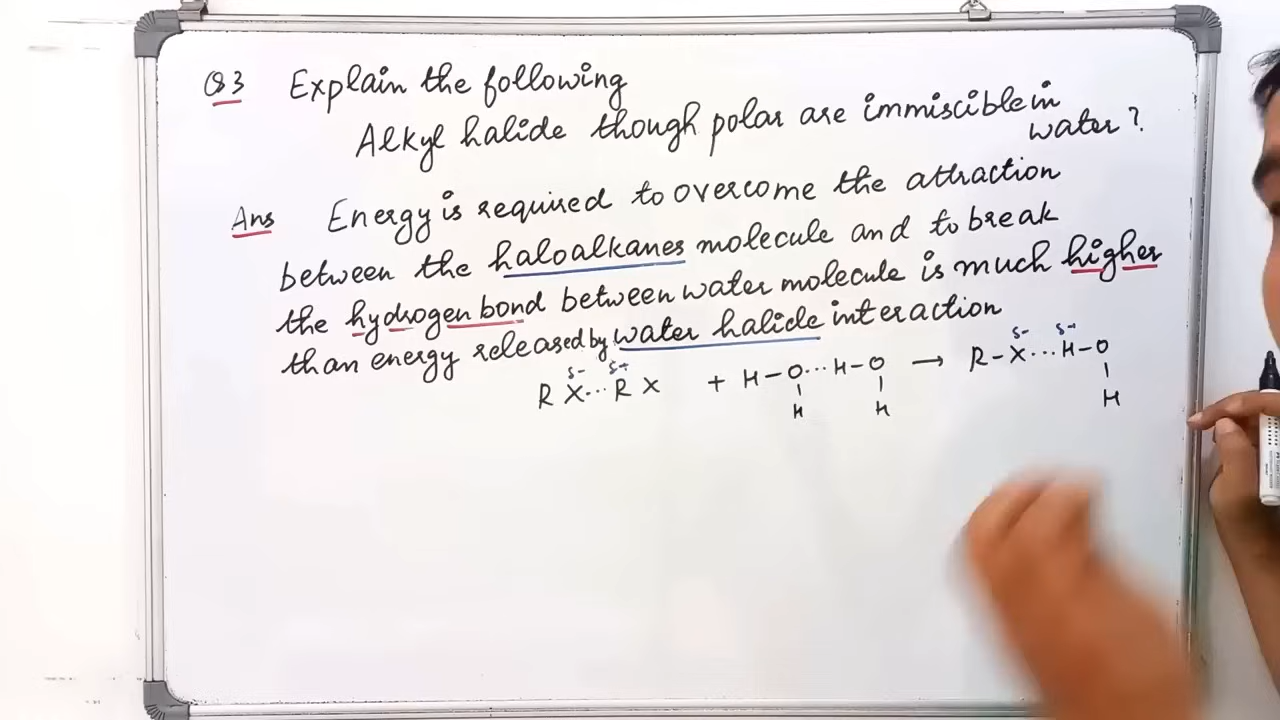 Q3 Explain the following
Alkyl halide though polar are immiscible in
water?
Ans Energy is required to overcome the attraction
between the haloalkanes molecule and to break
the hydrogen bond between water molecule is much higher
than energy released by water halide interaction
δ- δ+ δ- δ+
R X...R X + H-O...H-O → R-X...H-O
H H H